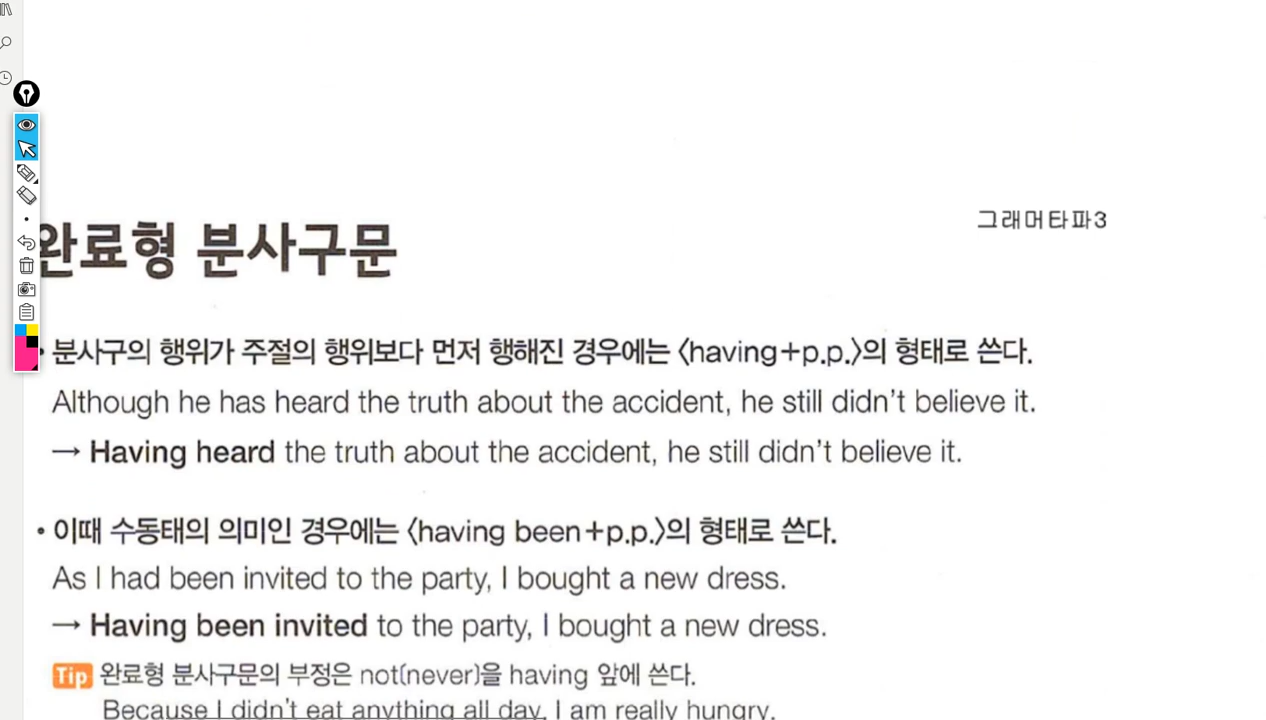 그래머타파3
완료형 분사구문
• 분사구의 행위가 주절의 행위보다 먼저 행해진 경우에는 〈having+p.p.〉의 형태로 쓴다.
Although he has heard the truth about the accident, he still didn't believe it.
→ Having heard the truth about the accident, he still didn't believe it.
• 이때 수동태의 의미인 경우에는 〈having been+p.p.〉의 형태로 쓴다.
As I had been invited to the party, I bought a new dress.
→ Having been invited to the party, I bought a new dress.
Tip 완료형 분사구문의 부정은 not(never)을 having 앞에 쓴다.
Because I didn't eat anything all day, I am really hungry.